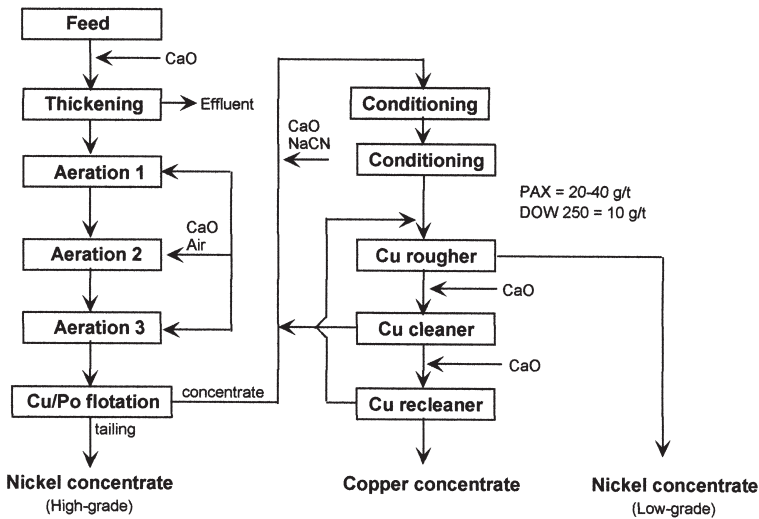 Feed
CaO
Thickening
Effluent
Aeration 1
CaO
Air
Aeration 2
Aeration 3
Cu/Po flotation
concentrate
tailing
Nickel concentrate
(High-grade)
Conditioning
CaO
NaCN
Conditioning
PAX = 20-40 g/t
DOW 250 = 10 g/t
Cu rougher
CaO
Cu cleaner
CaO
Cu recleaner
Copper concentrate
Nickel concentrate
(Low-grade)